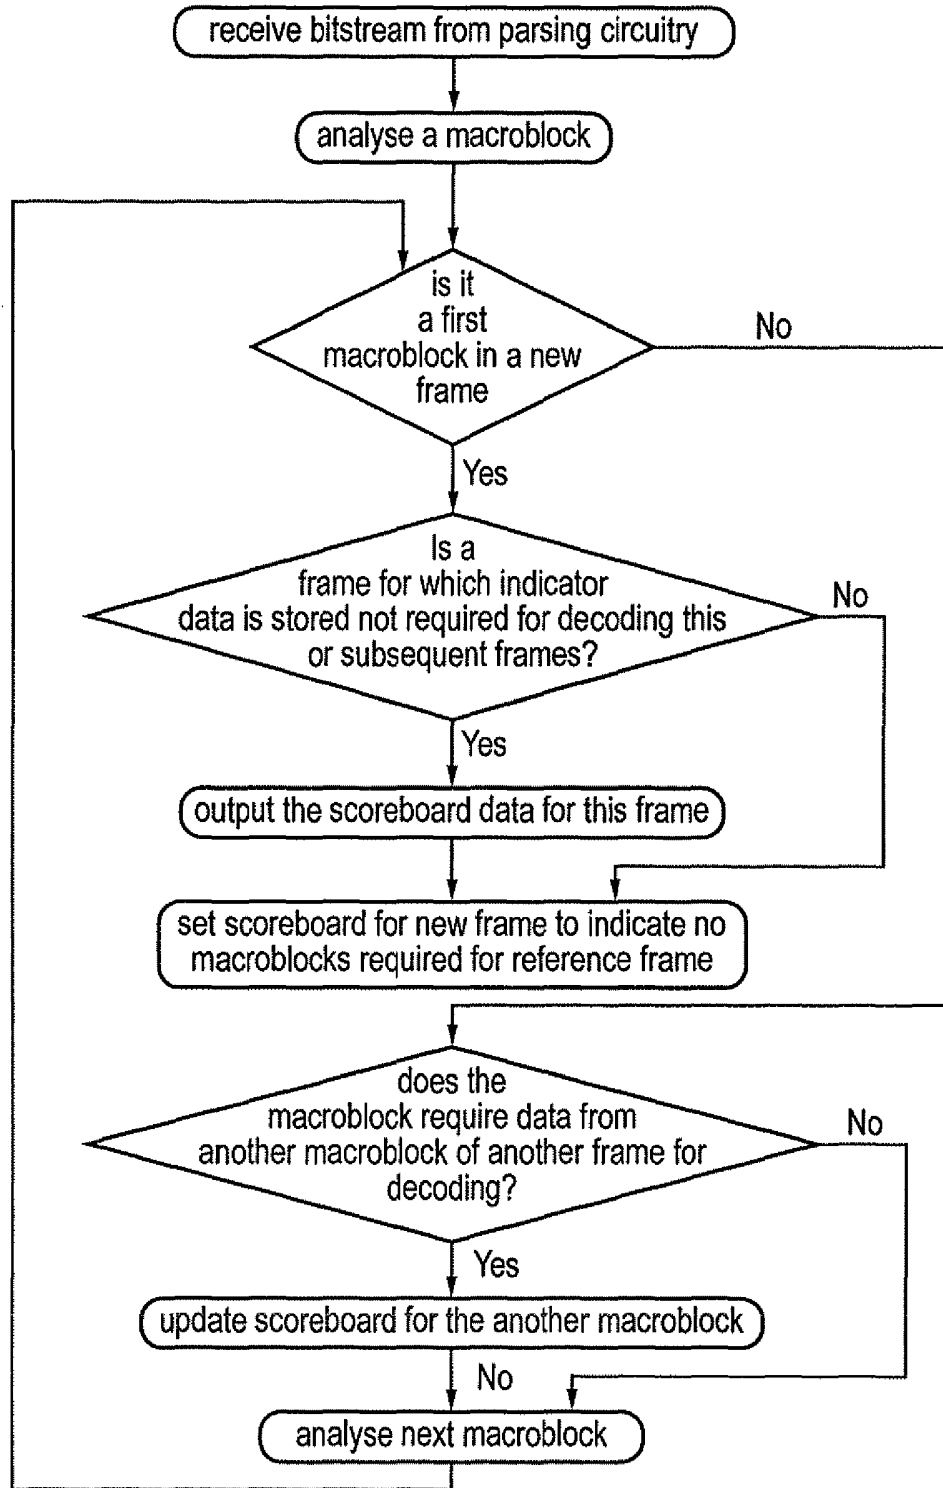 receive bitstream from parsing circuitry
analyse a macroblock
is it
a first
macroblock in a new
frame
No
Yes
Is a
frame for which indicator
data is stored not required for decoding this
or subsequent frames?
No
Yes
output the scoreboard data for this frame
set scoreboard for new frame to indicate no
macroblocks required for reference frame
does the
macroblock require data from
another macroblock of another frame for
decoding?
No
Yes
update scoreboard for the another macroblock
No
analyse next macroblock